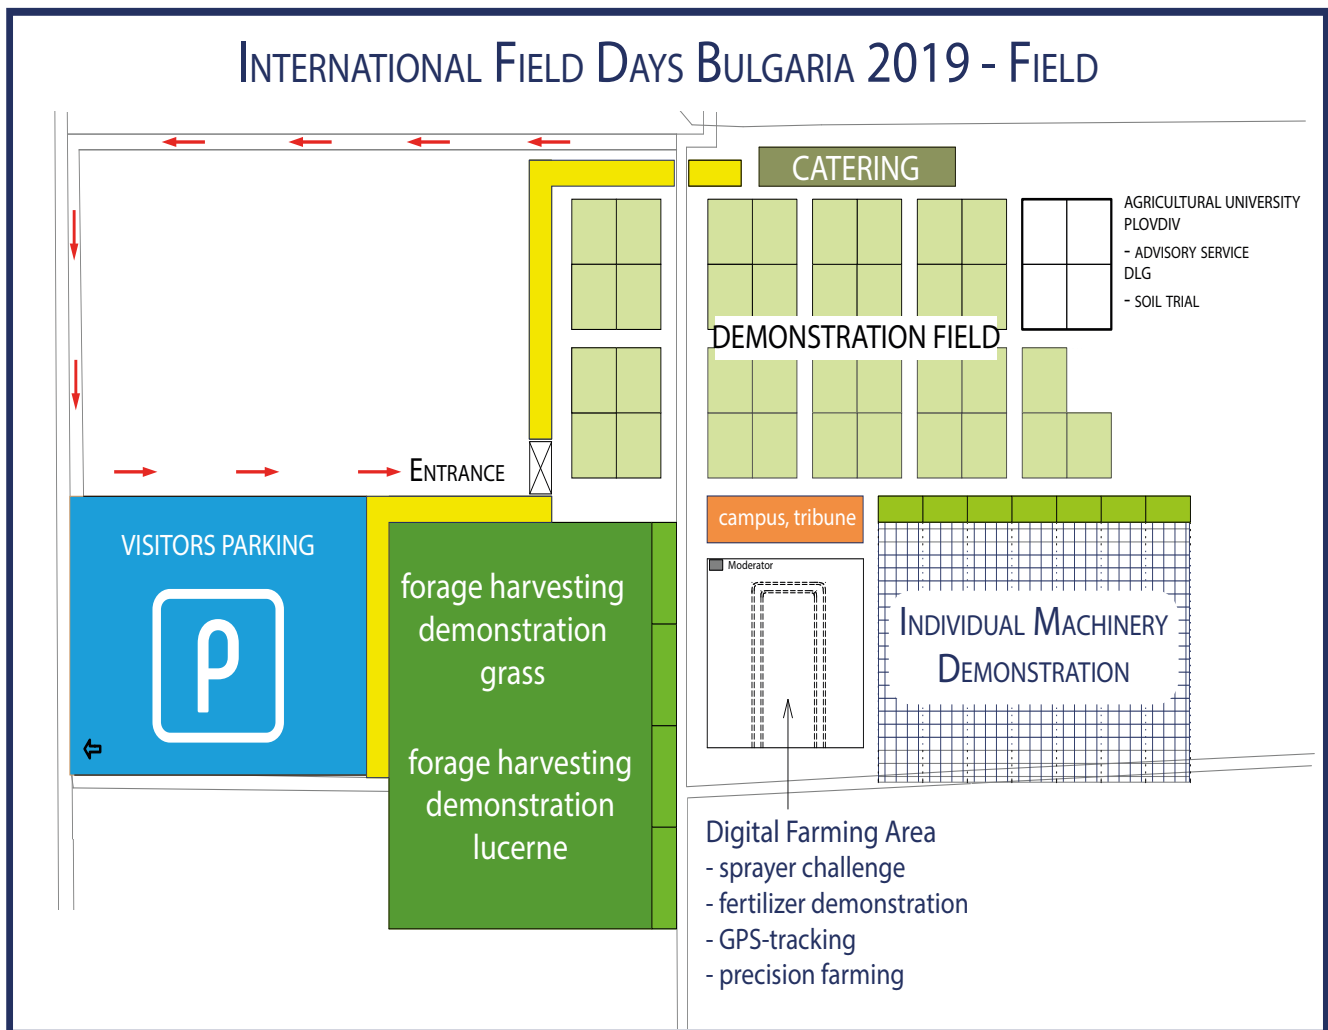 INTERNATIONAL FIELD DAYS BULGARIA 2019 - FIELD
CATERING
AGRICULTURAL UNIVERSITY
PLOVDIV
- ADVISORY SERVICE
DLG
- SOIL TRIAL
DEMONSTRATION FIELD
ENTRANCE
VISITORS PARKING
P
campus, tribune
Moderator
forage harvesting
demonstration
grass
forage harvesting
demonstration
lucerne
INDIVIDUAL MACHINERY
DEMONSTRATION
Digital Farming Area
- sprayer challenge
- fertilizer demonstration
- GPS-tracking
- precision farming